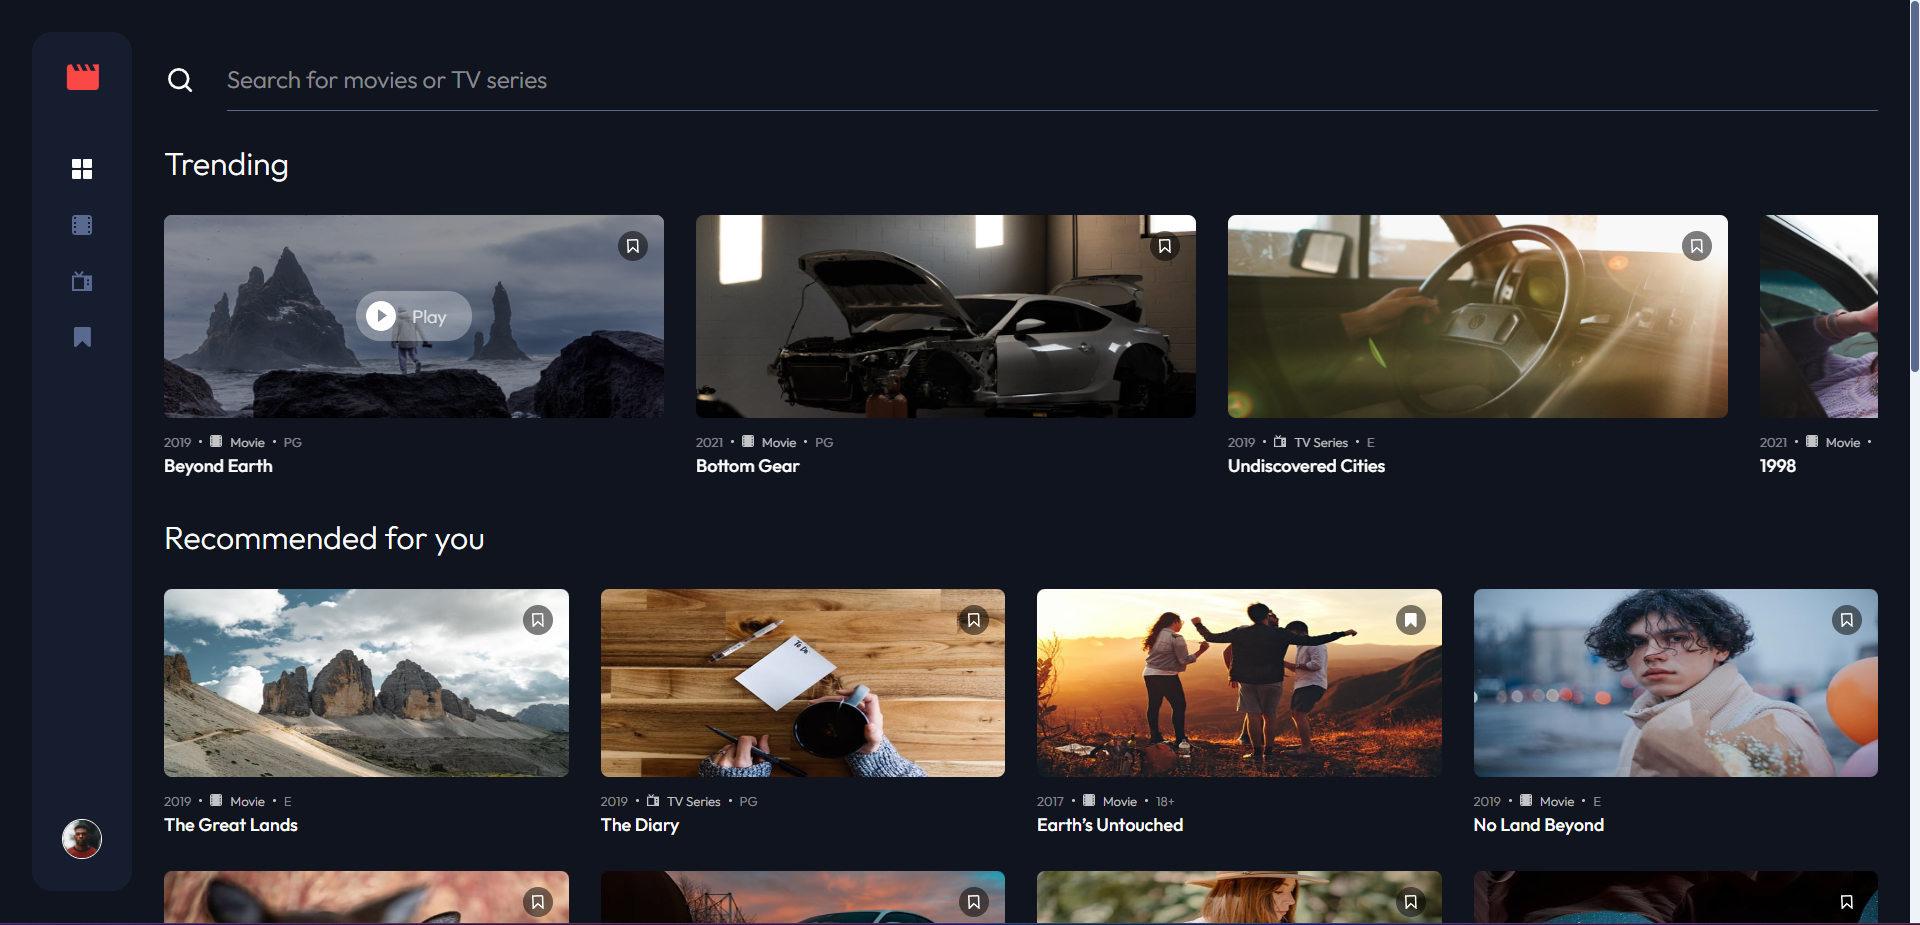 Search for movies or TV series
Trending
Play
2019 • Movie • PG
Beyond Earth
2021 • Movie • PG
Bottom Gear
2019 • TV Series • E
Undiscovered Cities
2021 • Movie •
1998
Recommended for you
To Do
2019 • Movie • E
The Great Lands
2019 • TV Series • PG
The Diary
2017 • Movie • 18+
Earth’s Untouched
2019 • Movie • E
No Land Beyond